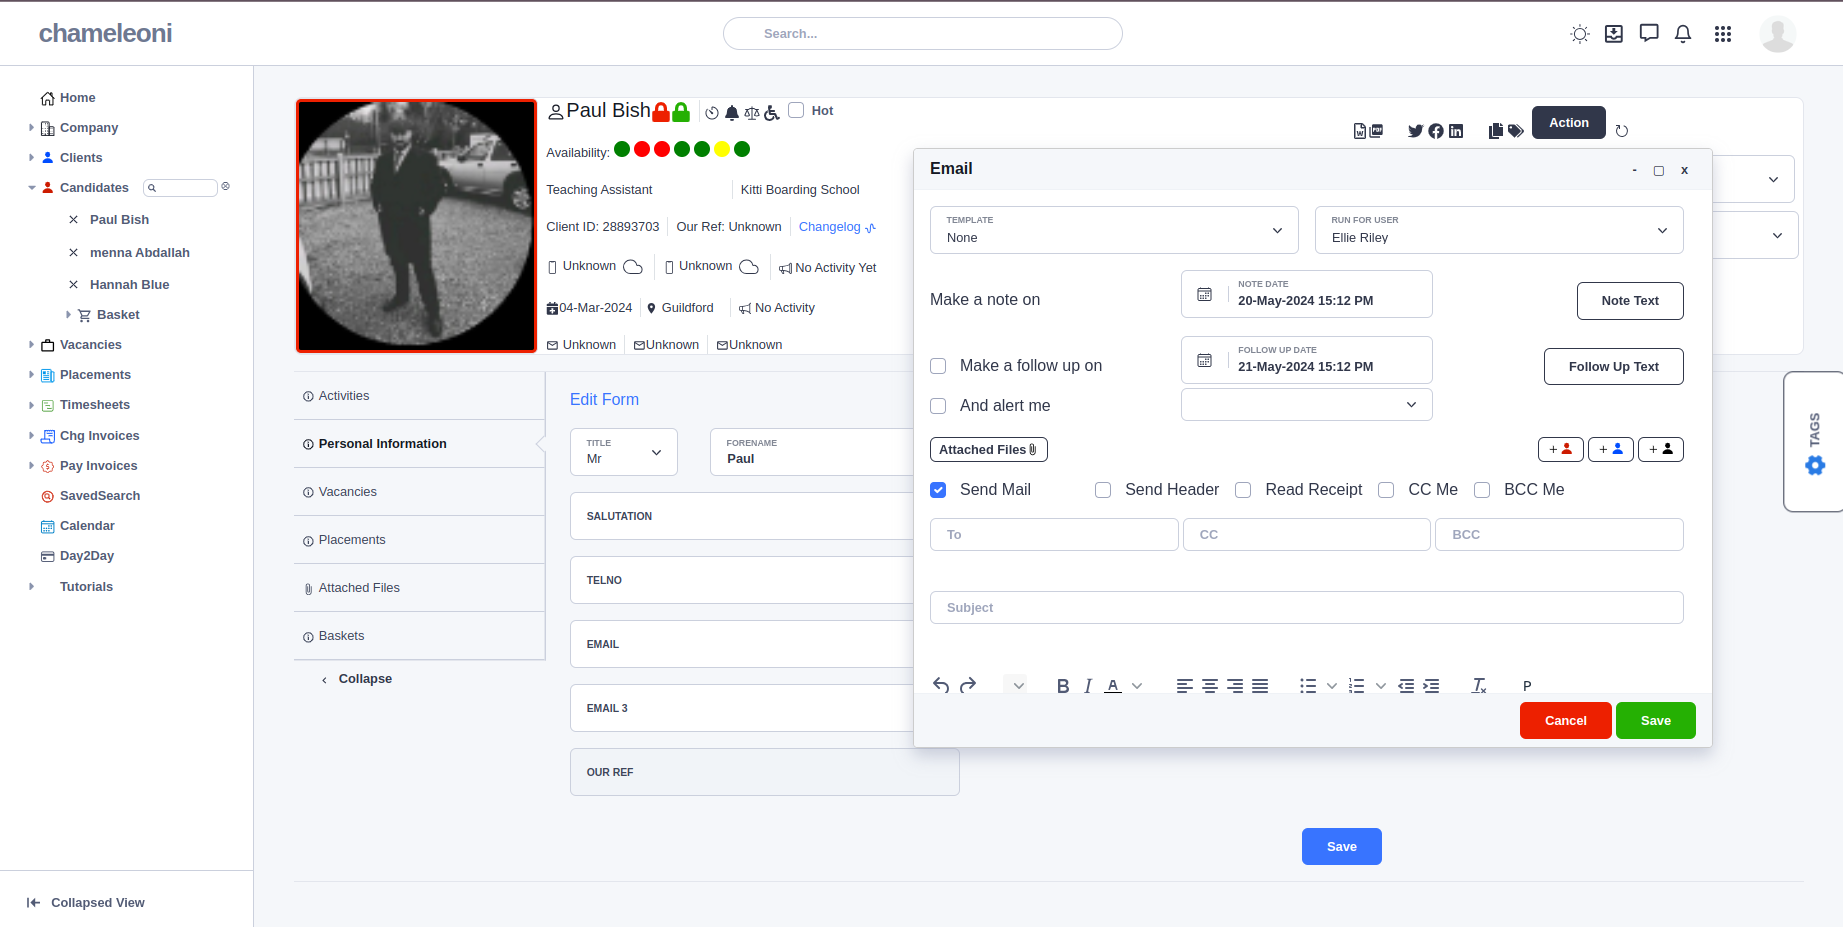 chameleoni
Search...
Home
Company
Clients
Candidates
Paul Bish
menna Abdallah
Hannah Blue
Basket
Vacancies
Placements
Timesheets
Chg Invoices
Pay Invoices
SavedSearch
Calendar
Day2Day
Tutorials
Collapsed View
Paul Bish
Hot
Availability:
Teaching Assistant Kitti Boarding School
Client ID: 28893703 Our Ref: Unknown Changelog
Unknown Unknown No Activity Yet
04-Mar-2024 Guildford No Activity
Unknown Unknown Unknown
Action
Activities
Personal Information
Vacancies
Placements
Attached Files
Baskets
Collapse
Edit Form
TITLE
Mr
FORENAME
Paul
SALUTATION
TELNO
EMAIL
EMAIL 3
OUR REF
Save
Email
- x
TEMPLATE
None
RUN FOR USER
Ellie Riley
Make a note on
NOTE DATE
20-May-2024 15:12 PM
Note Text
Make a follow up on
FOLLOW UP DATE
21-May-2024 15:12 PM
Follow Up Text
And alert me
Attached Files
+ + +
Send Mail Send Header Read Receipt CC Me BCC Me
To CC BCC
Subject
B I A P
Cancel Save
TAGS